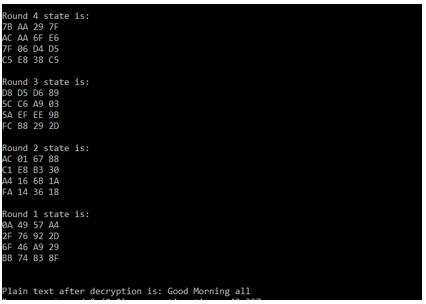 Round 4 state is:
7B AA 29 7F
AC AA 6F E6
7F 06 D4 D5
C5 E8 38 C5
Round 3 state is:
D8 D5 D6 89
5C C6 A9 03
5A EF EE 9B
FC B8 29 2D
Round 2 state is:
AC 01 67 88
C1 E8 B3 30
A4 16 6B 1A
FA 14 36 18
Round 1 state is:
0A 49 57 A4
2F 76 92 2D
6F 46 A9 29
BB 74 83 8F
Plain text after decryption is: Good Morning all